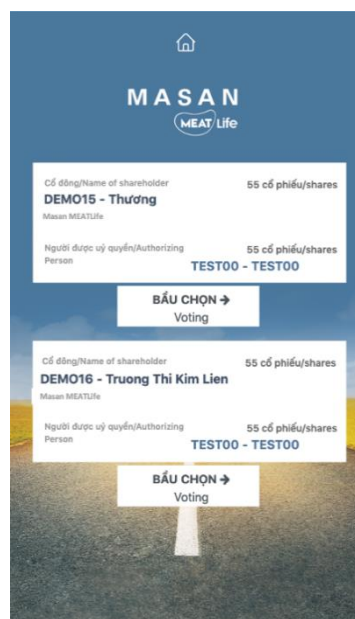 MASAN
MEAT Life
Cổ đông/Name of shareholder
55 cổ phiếu/shares
DEMO15 - Thương
Masan MEATLife
Người được uỷ quyền/Authorizing
Person
55 cổ phiếu/shares
TEST00 - TEST00
BẦU CHỌN →
Voting
Cổ đông/Name of shareholder
55 cổ phiếu/shares
DEMO16 - Truong Thi Kim Lien
Masan MEATLife
Người được uỷ quyền/Authorizing
Person
55 cổ phiếu/shares
TEST00 - TEST00
BẦU CHỌN →
Voting